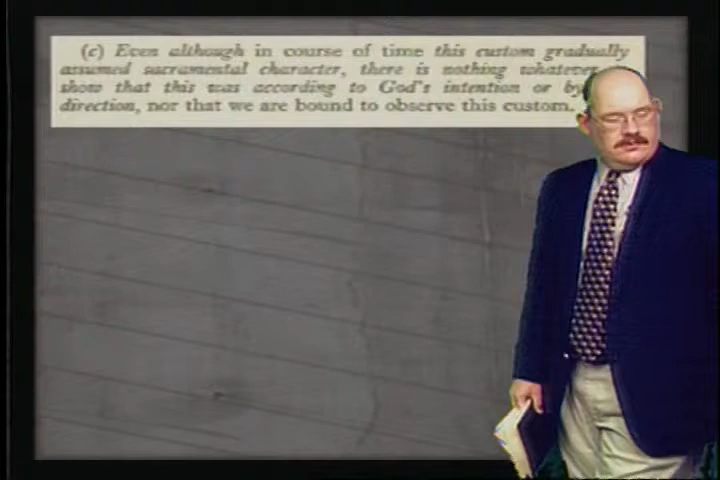 (c) Even although in course of time this custom gradually
assumed sacramental character, there is nothing whatever
show that this was according to God's intention or by
direction, nor that we are bound to observe this custom.